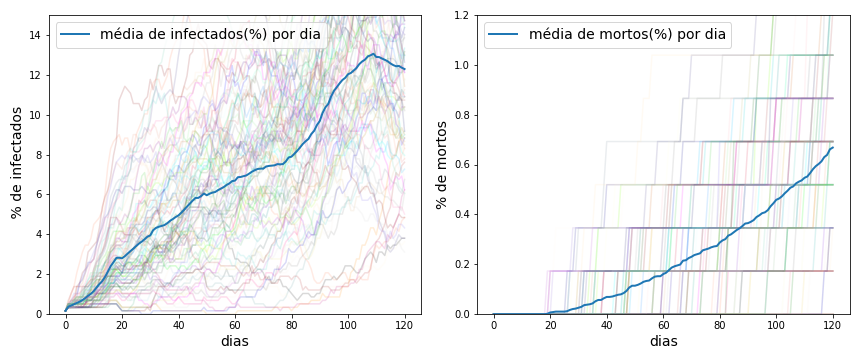 média de infectados(%) por dia
% de infectados
14
12
10
8
6
4
2
0
0 20 40 60 80 100 120
dias
média de mortos(%) por dia
% de mortos
1.2
1.0
0.8
0.6
0.4
0.2
0.0
0 20 40 60 80 100 120
dias